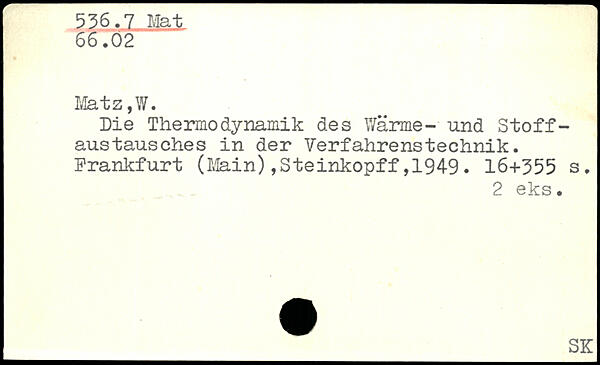 536.7 Mat
66.02
Matz,W.
Die Thermodynamik des Wärme- und Stoff-
austausches in der Verfahrenstechnik.
Frankfurt (Main),Steinkopff,1949. 16+355 s.
2 eks.
SK